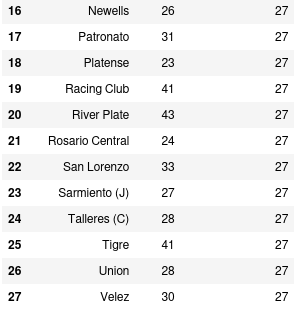 16 Newells 26 27
17 Patronato 31 27
18 Platense 23 27
19 Racing Club 41 27
20 River Plate 43 27
21 Rosario Central 24 27
22 San Lorenzo 33 27
23 Sarmiento (J) 27 27
24 Talleres (C) 28 27
25 Tigre 41 27
26 Union 28 27
27 Velez 30 27